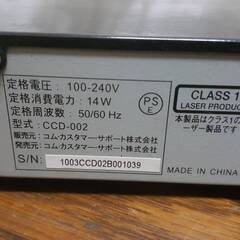 定格電圧： 100-240V
定格消費電力：14W
定格周波数：50/60 Hz
型式：CCD-002
発売元：コム・カスタマー・サポート株式会社
販売元：コム・カスタマー・サポート株式会社
S/N： 1003CCD02B001039
PS
E
CLASS 1
LASER PRODUC
本製品はクラス1の
ーザー製品です
MADE IN CHINA